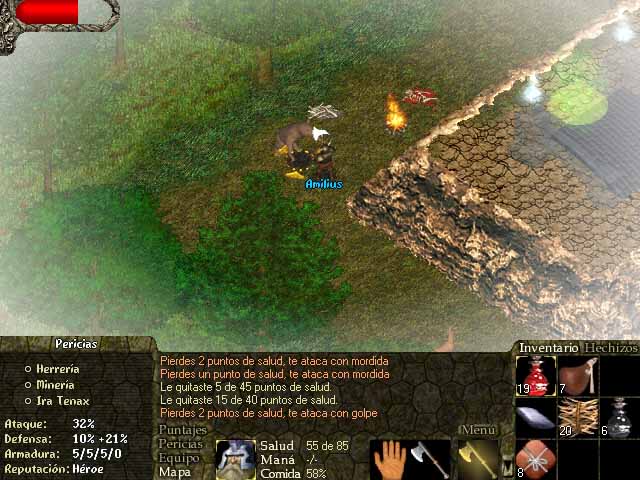 Amilius
Pericias
Herrería
Minería
Ira Tenax
Ataque: 32%
Defensa: 10% +21%
Armadura: 5/5/5/0
Reputación: Héroe
Pierdes 2 puntos de salud, te ataca con mordida
Pierdes un punto de salud, te ataca con mordida
Le quitaste 5 de 45 puntos de salud.
Le quitaste 15 de 40 puntos de salud.
Pierdes 2 puntos de salud, te ataca con golpe
Puntajes
Pericias
Equipo
Mapa
Salud 55 de 85
Maná -/-
Comida 58%
Menú
Inventario Hechizos
19 7
20 6
8